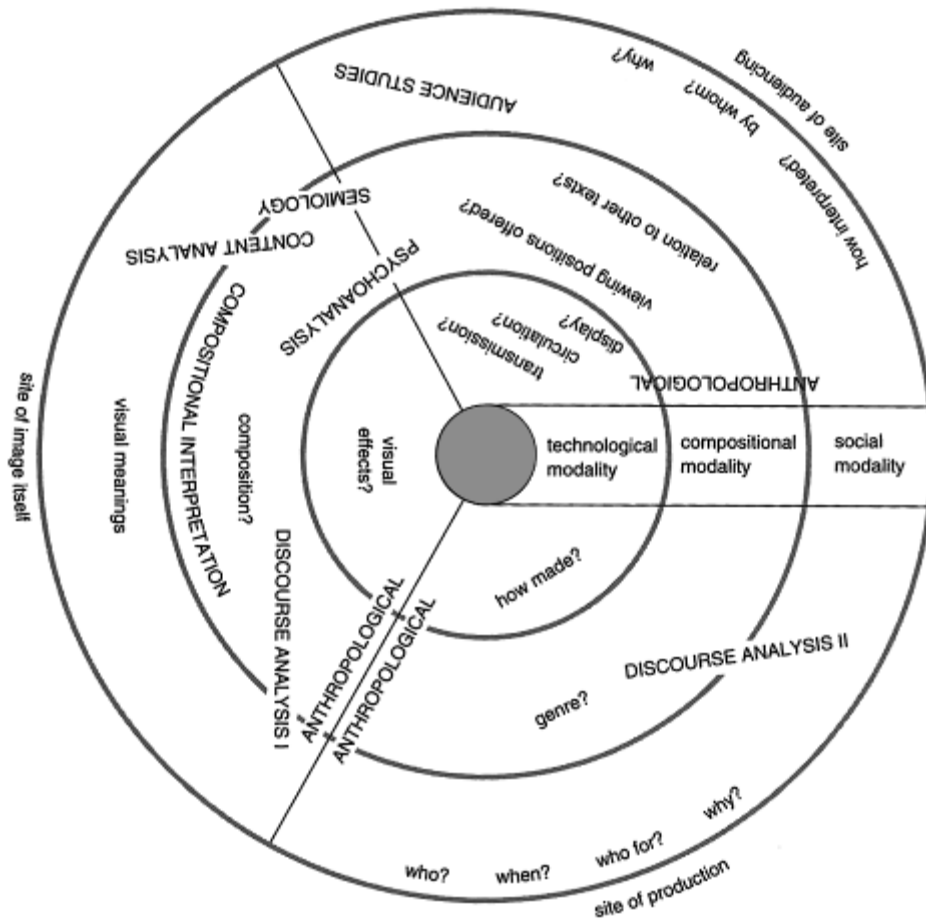 site of audiencing
why?
by whom?
how interpreted?
AUDIENCE STUDIES
relation to other texts?
viewing positions offered?
display?
circulation?
transmission?
SEMIOLOGY
CONTENT ANALYSIS
PSYCHOANALYSIS
COMPOSITIONAL INTERPRETATION
site of image itself
visual meanings
composition?
visual
effects?
DISCOURSE ANALYSIS I
ANTHROPOLOGICAL
ANTHROPOLOGICAL
ANTHROPOLOGICAL
technological
modality
compositional
modality
social
modality
how made?
DISCOURSE ANALYSIS II
genre?
who?
when?
who for?
why?
site of production